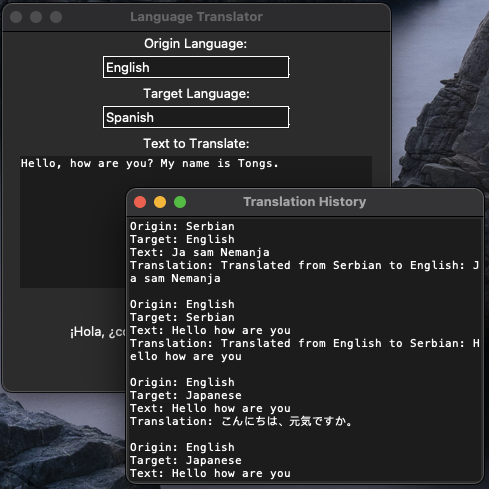 Language Translator
Origin Language:
English
Target Language:
Spanish
Text to Translate:
Hello, how are you? My name is Tongs.
¡Hola,
Translation History
Origin: Serbian
Target: English
Text: Ja sam Nemanja
Translation: Translated from Serbian to English: J
a sam Nemanja
Origin: English
Target: Serbian
Text: Hello how are you
Translation: Translated from English to Serbian: H
ello how are you
Origin: English
Target: Japanese
Text: Hello how are you
Translation: こんにちは、元気ですか。
Origin: English
Target: Japanese
Text: Hello how are you